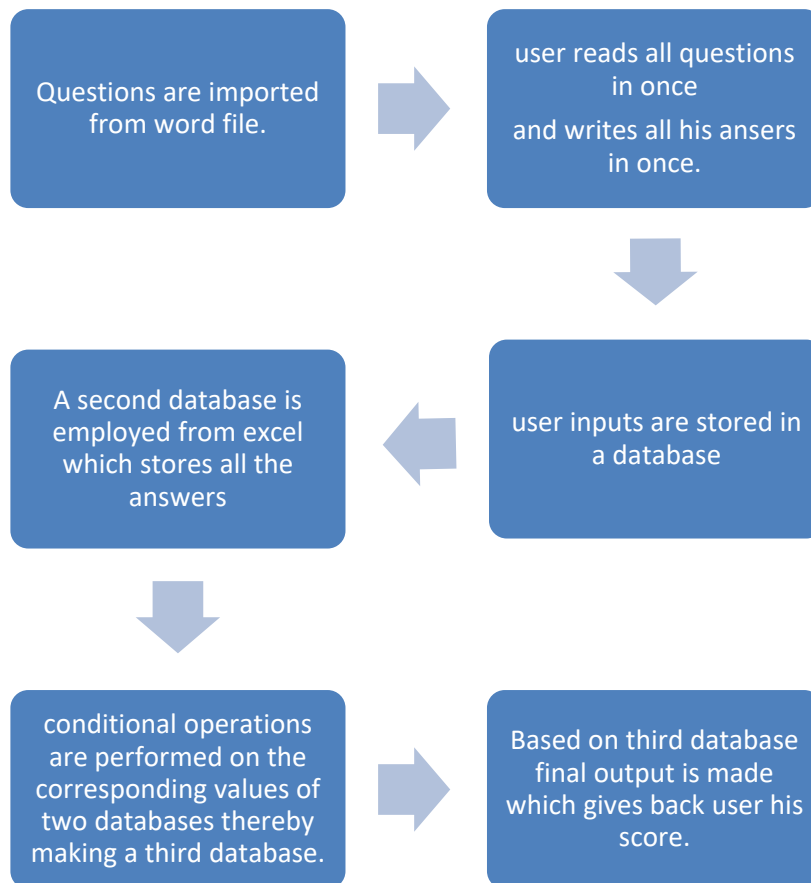 Questions are imported
from word file.
user reads all questions
in once
and writes all his ansers
in once.
user inputs are stored in
a database
A second database is
employed from excel
which stores all the
answers
conditional operations
are performed on the
corresponding values of
two databases thereby
making a third database.
Based on third database
final output is made
which gives back user his
score.